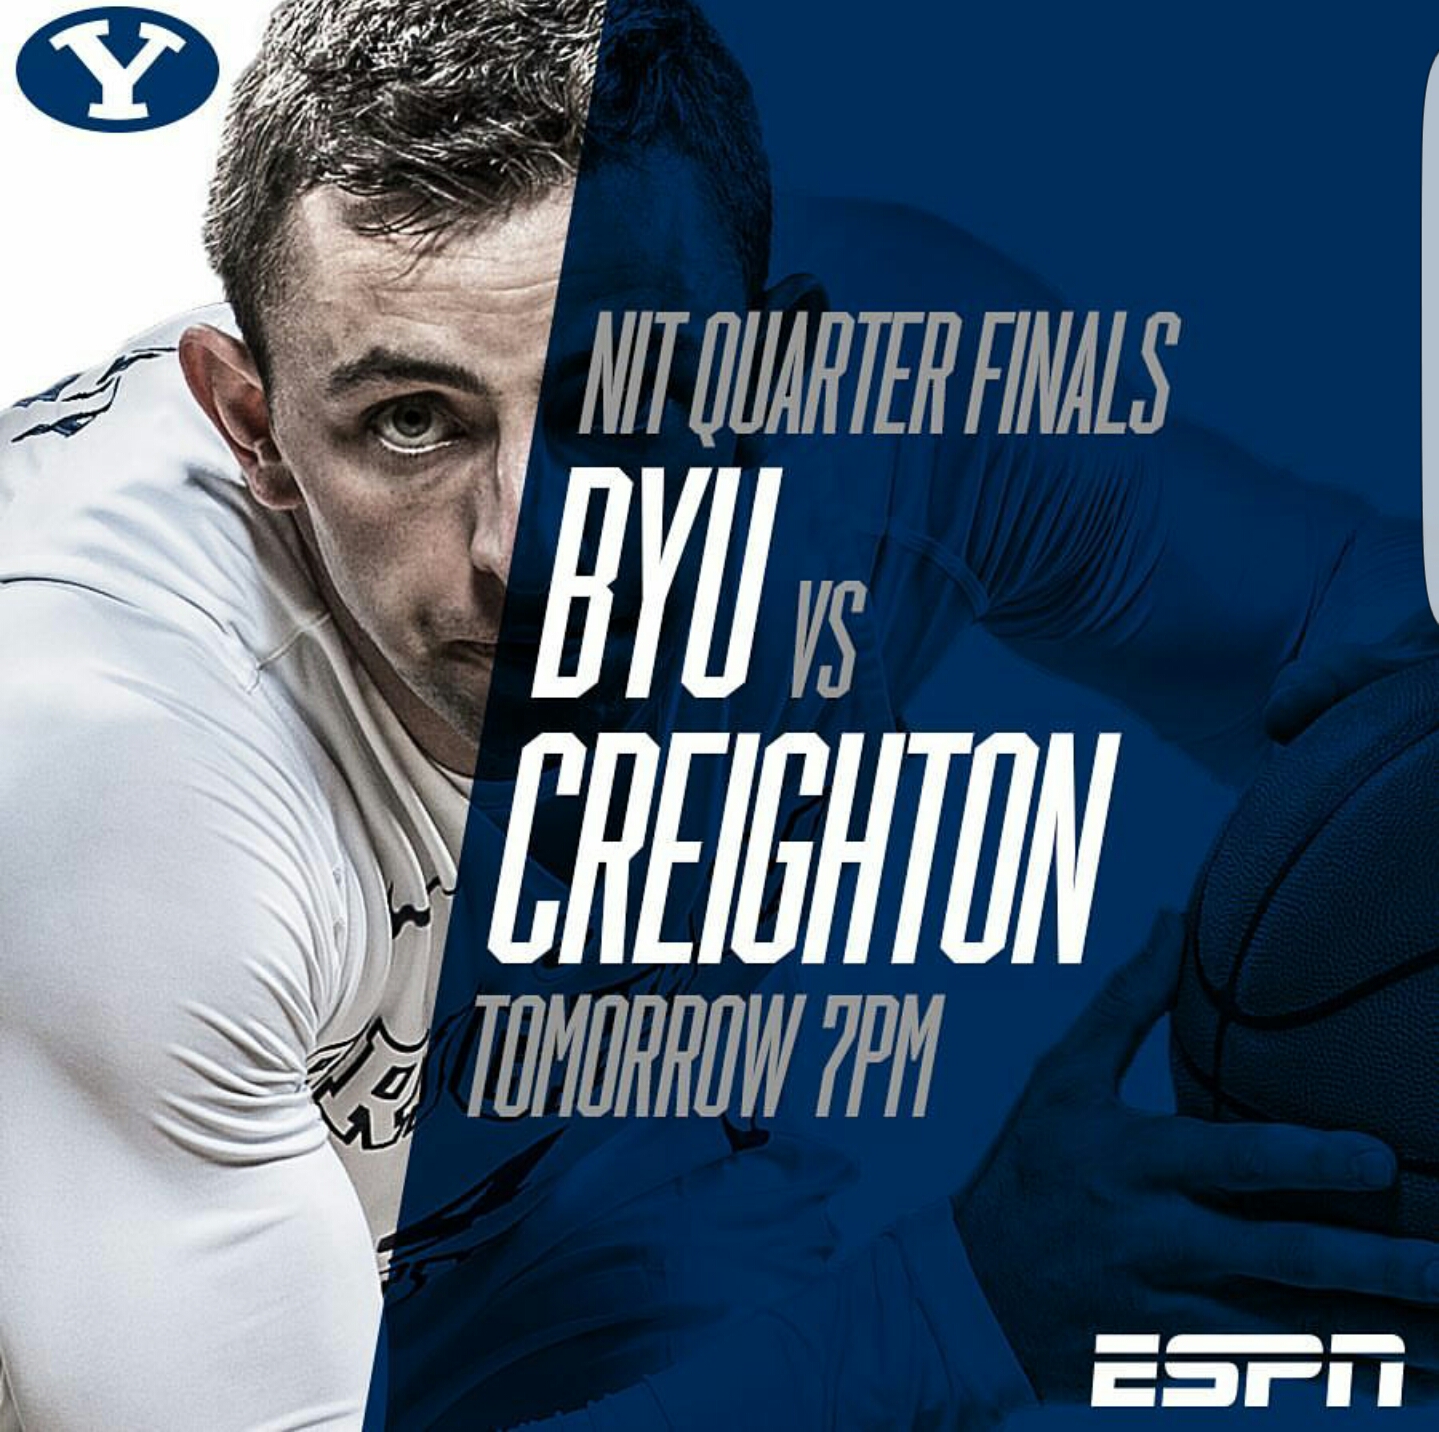 Y
NIT QUARTER FINALS
BYU VS
CREIGHTON
TOMORROW 7PM
ESPN